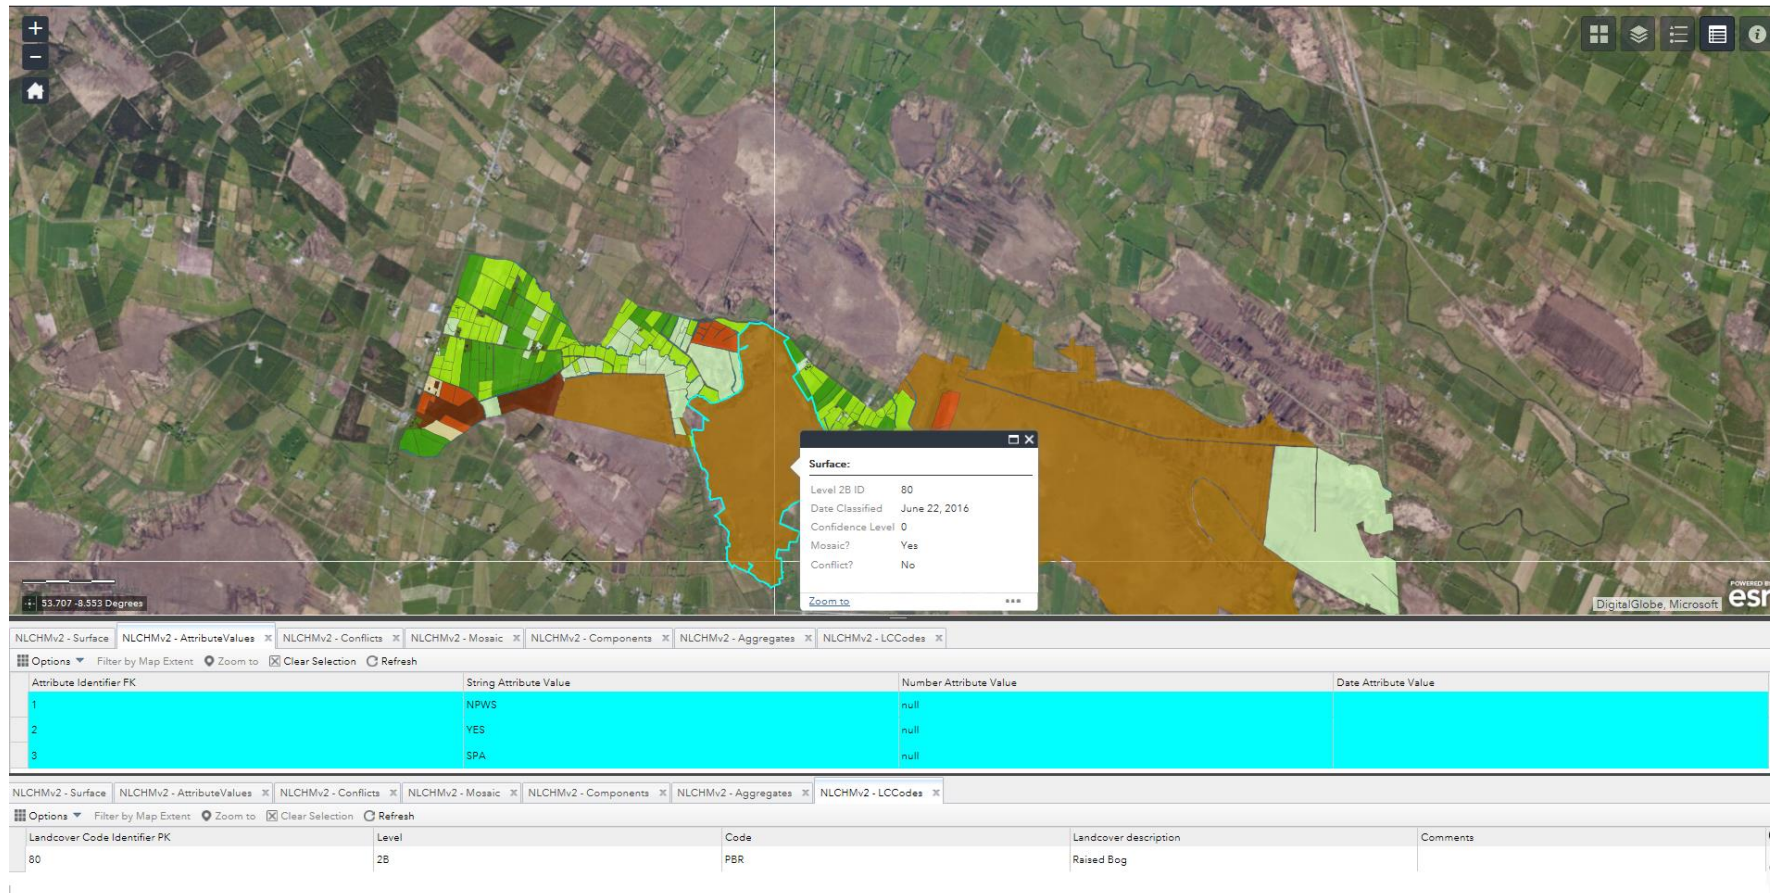 +
−
Surface:
Level 2B ID 80
Date Classified June 22, 2016
Confidence Level 0
Mosaic? Yes
Conflict? No
Zoom to
53.707 -8.553 Degrees
POWERED BY
esri
DigitalGlobe, Microsoft
NLCHMv2 - Surface NLCHMv2 - AttributeValues NLCHMv2 - Conflicts NLCHMv2 - Mosaic NLCHMv2 - Components NLCHMv2 - Aggregates NLCHMv2 - LCCodes
Options Filter by Map Extent Zoom to Clear Selection Refresh
Attribute Identifier FK String Attribute Value Number Attribute Value Date Attribute Value
1 NPWS null
2 YES null
3 SPA null
NLCHMv2 - Surface NLCHMv2 - AttributeValues NLCHMv2 - Conflicts NLCHMv2 - Mosaic NLCHMv2 - Components NLCHMv2 - Aggregates NLCHMv2 - LCCodes
Options Filter by Map Extent Zoom to Clear Selection Refresh
Landcover Code Identifier PK Level Code Landcover description Comments
80 2B PBR Raised Bog